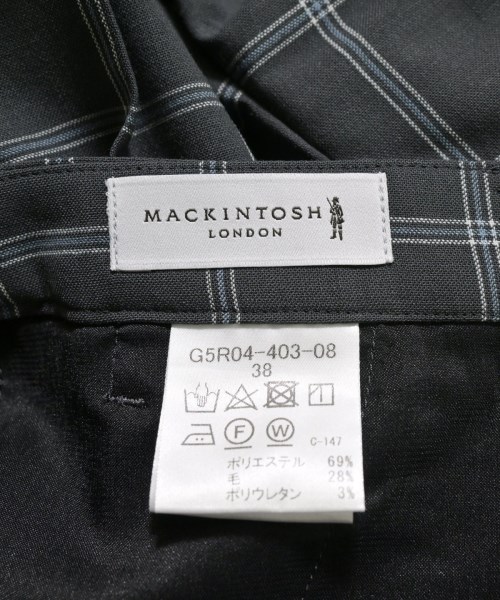 MACKINTOSH
LONDON
G5R04-403-08
38
F
W
C-147
ポリエステル 69%
毛 28%
ポリウレタン 3%